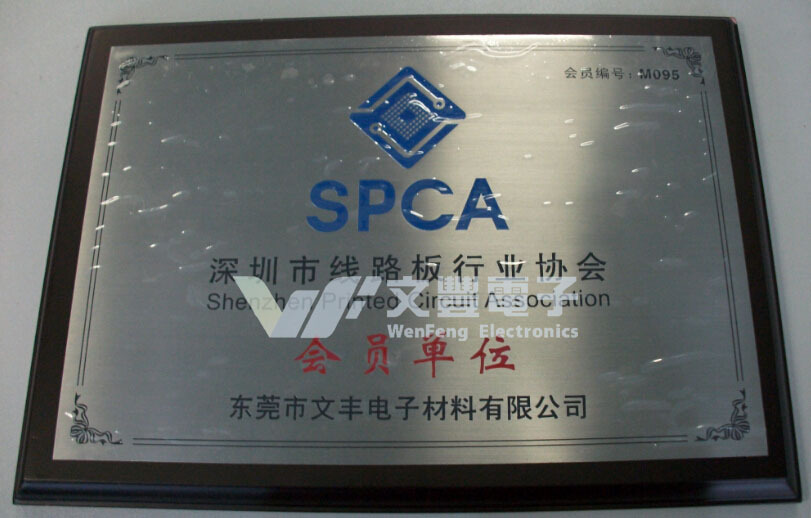 会员编号：M095
SPCA
深圳市线路板行业协会
Shenzhen Printed Circuit Association
文豐電子
WenFeng Electronics
会员单位
东莞市文丰电子材料有限公司